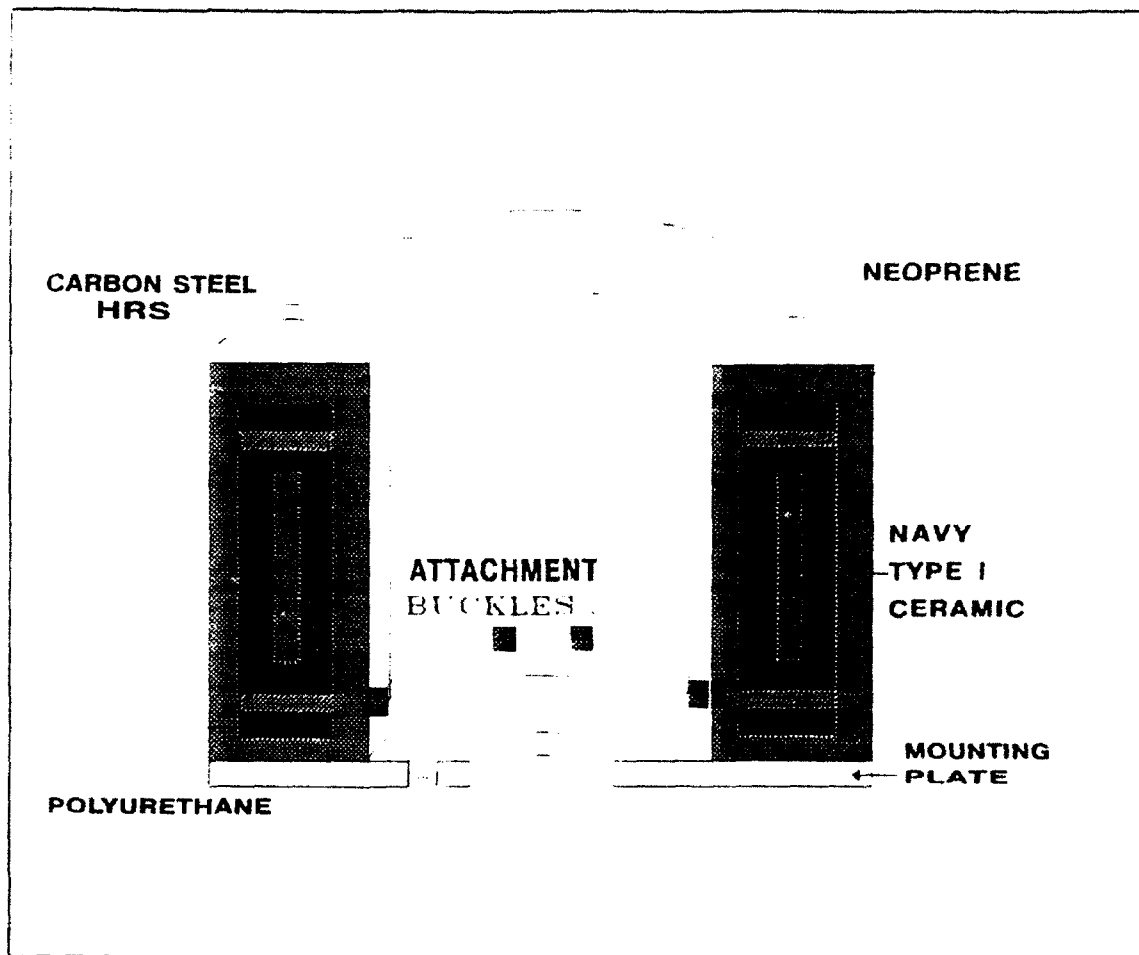 CARBON STEEL
HRS
NEOPRENE
ATTACHMENT
BUCKLES
NAVY
TYPE I
CERAMIC
MOUNTING
PLATE
POLYURETHANE